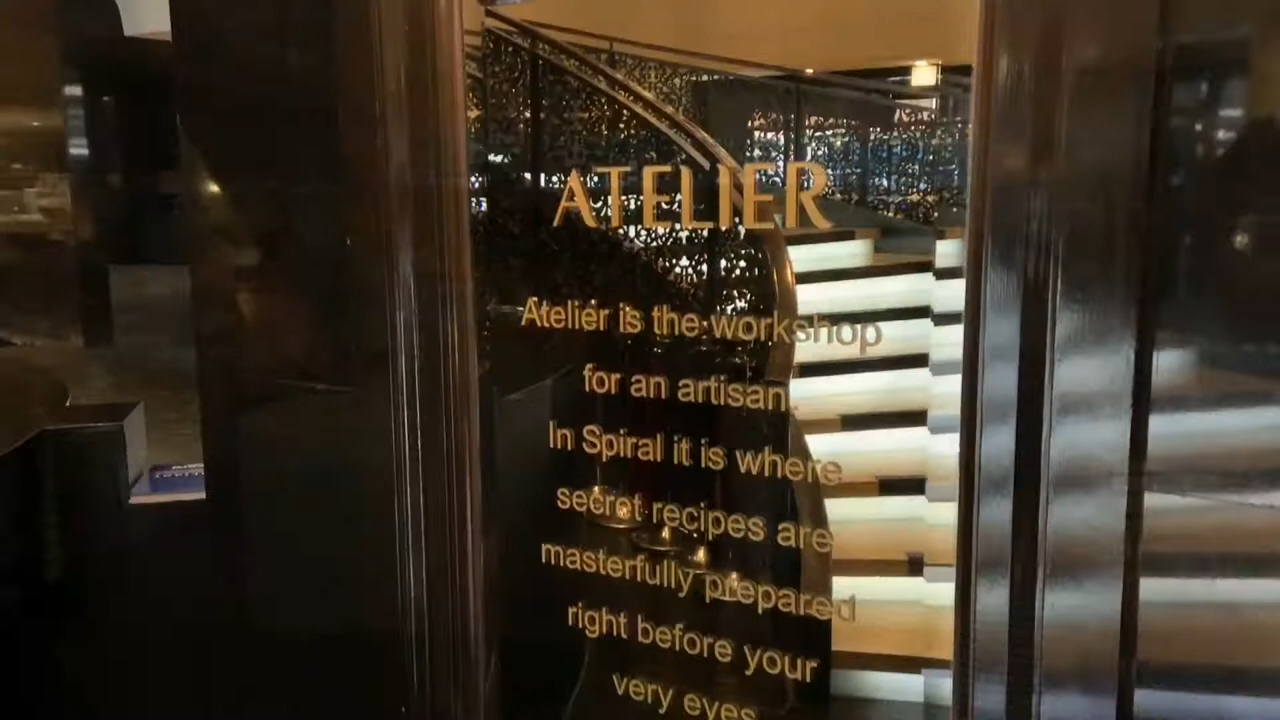 ATELIER
Atelier is the workshop
for an artisan
In Spiral it is where
secret recipes are
masterfully prepared
right before your
very eyes